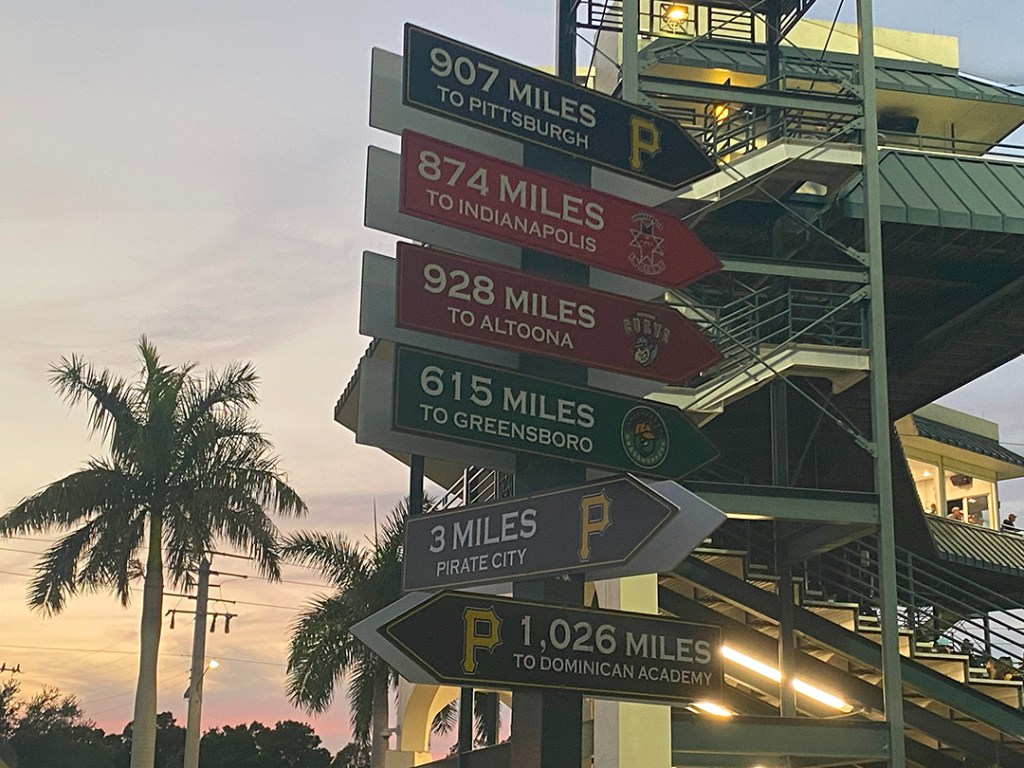 907 MILES
TO PITTSBURGH
P
874 MILES
TO INDIANAPOLIS
928 MILES
TO ALTOONA
CURVE
615 MILES
TO GREENSBORO
3 MILES
PIRATE CITY
P
P
1,026 MILES
TO DOMINICAN ACADEMY